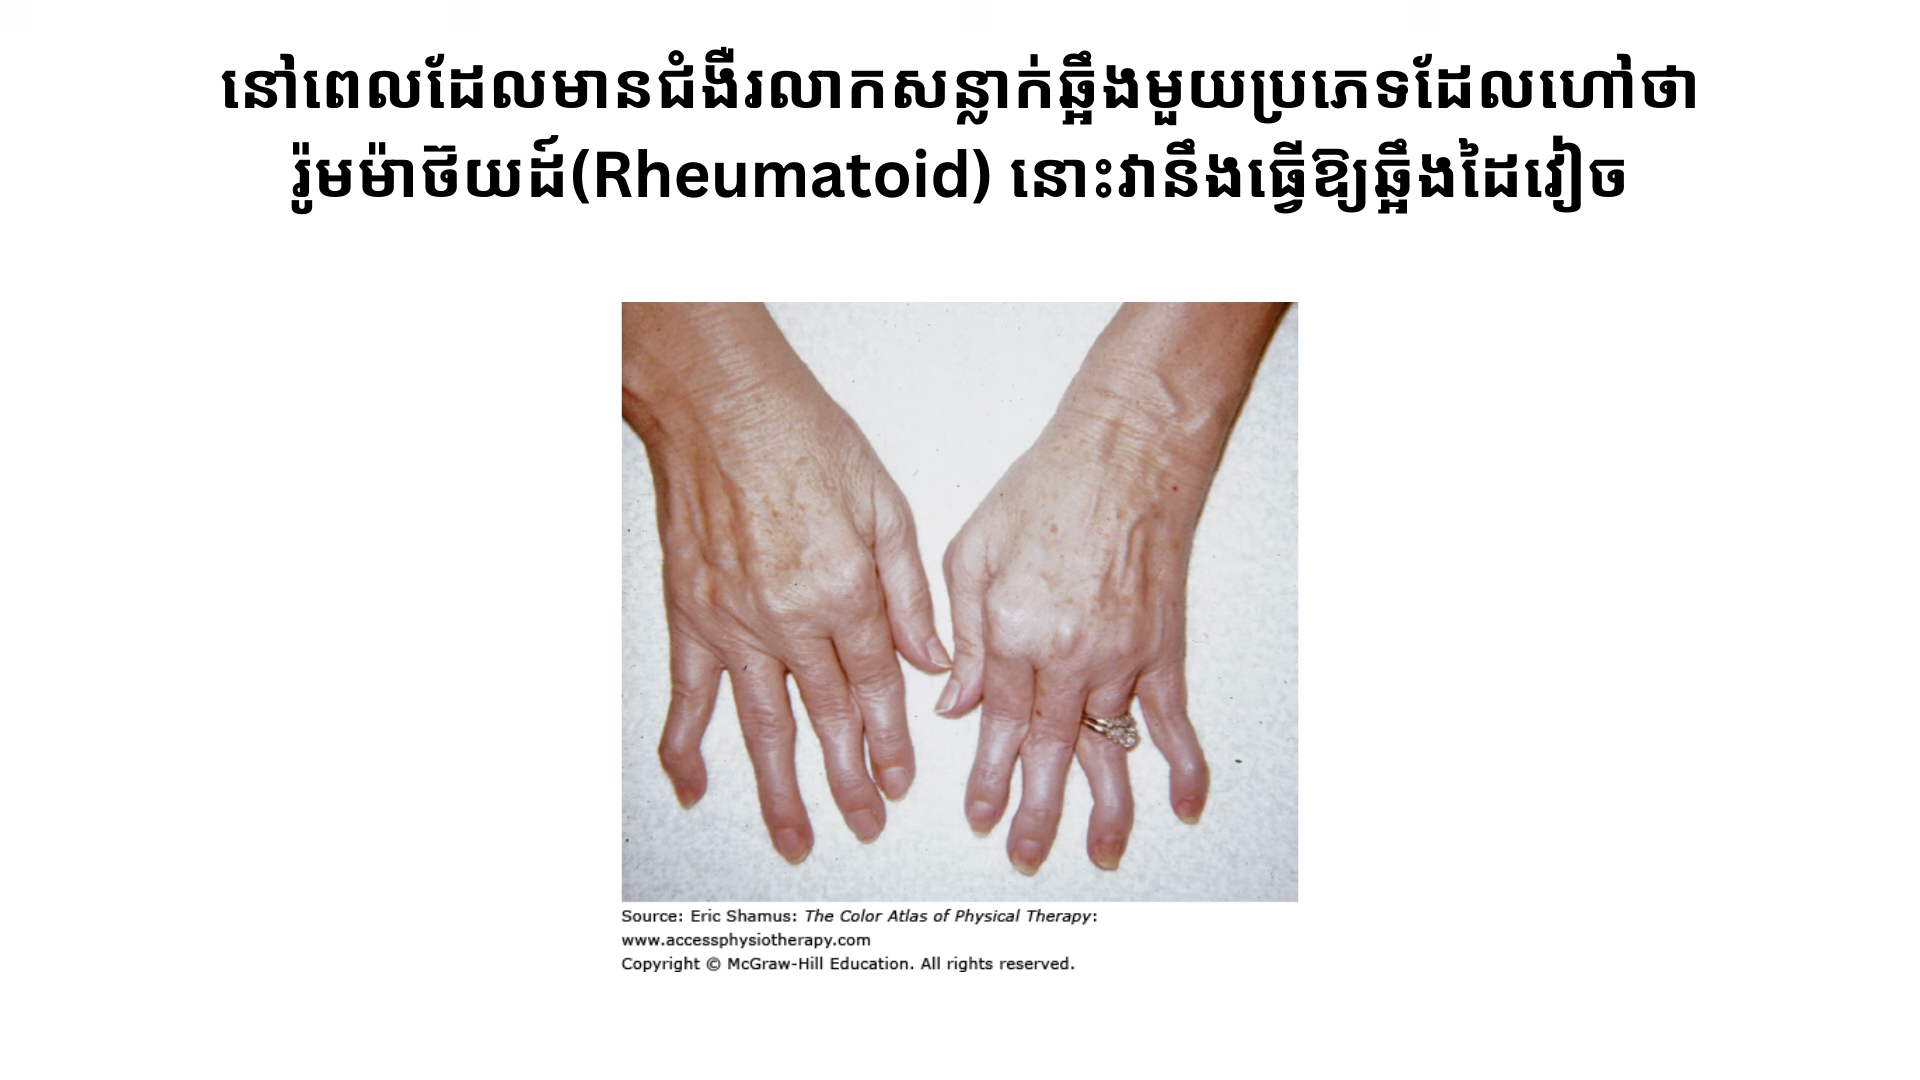 នៅពេលដែលមានជំងឺរលាកសន្លាក់ឆ្អឹងមួយប្រភេទដែលហៅថា
រ៉ូមម៉ាថ៊យដ៍(Rheumatoid) នោះវានឹងធ្វើឱ្យឆ្អឹងដៃវៀច
Source: Eric Shamus: The Color Atlas of Physical Therapy:
www.accessphysiotherapy.com
Copyright © McGraw-Hill Education. All rights reserved.